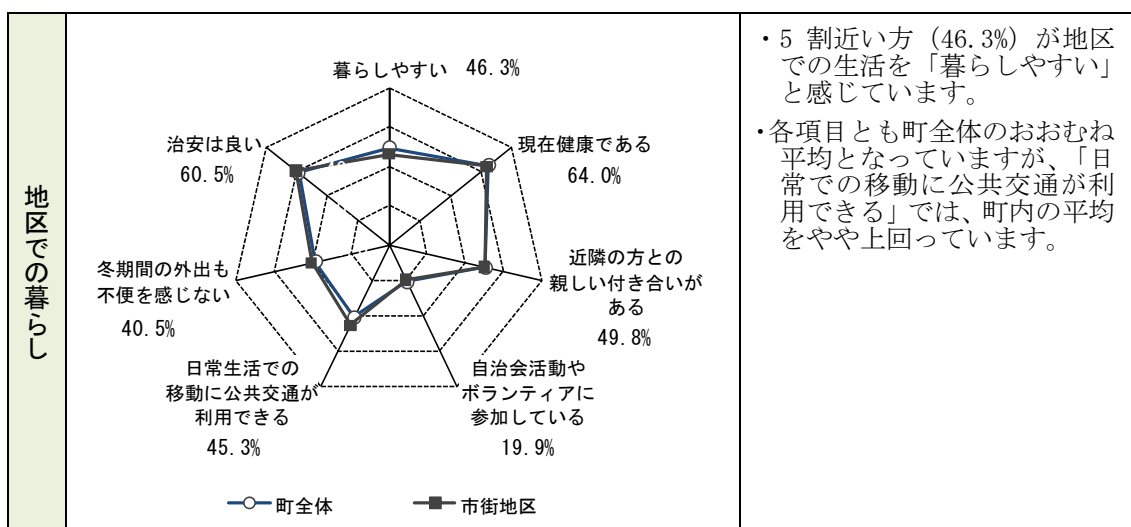 地区での暮らし
暮らしやすい 46.3%
現在健康である
64.0%
近隣の方との
親しい付き合いが
ある
49.8%
自治会活動や
ボランティアに
参加している
19.9%
日常生活での
移動に公共交通が
利用できる
45.3%
冬期間の外出も
不便を感じない
40.5%
治安は良い
60.5%
町全体
市街地区
・5 割近い方（46.3%）が地区
での生活を「暮らしやすい」
と感じています。
・各項目とも町全体のおおむね
平均となっていますが、「日
常での移動に公共交通が利
用できる」では、町内の平均
をやや上回っています。